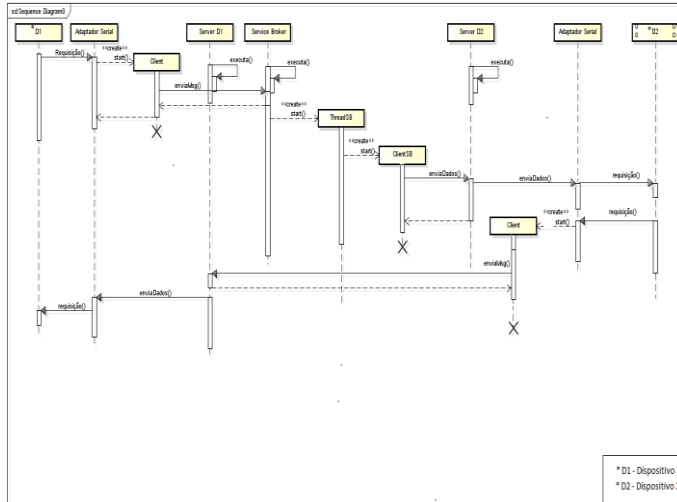 sd Sequence Diagram0
* D1
Adaptador Serial
Server D1
Service Broker
Server D2
Adaptador Serial
* D2
<<create>>
Requisição()
start()
Client
executa()
executa()
executa()
enviaMsg()
<<create>>
start()
ThreadSB
<<create>>
start()
ClientSB
enviaDados()
enviaDados()
requisição()
<<create>>
start()
requisição()
Client
enviaMsg()
enviaDados()
requisição()
* D1 - Dispositivo
* D2 - Dispositivo 2